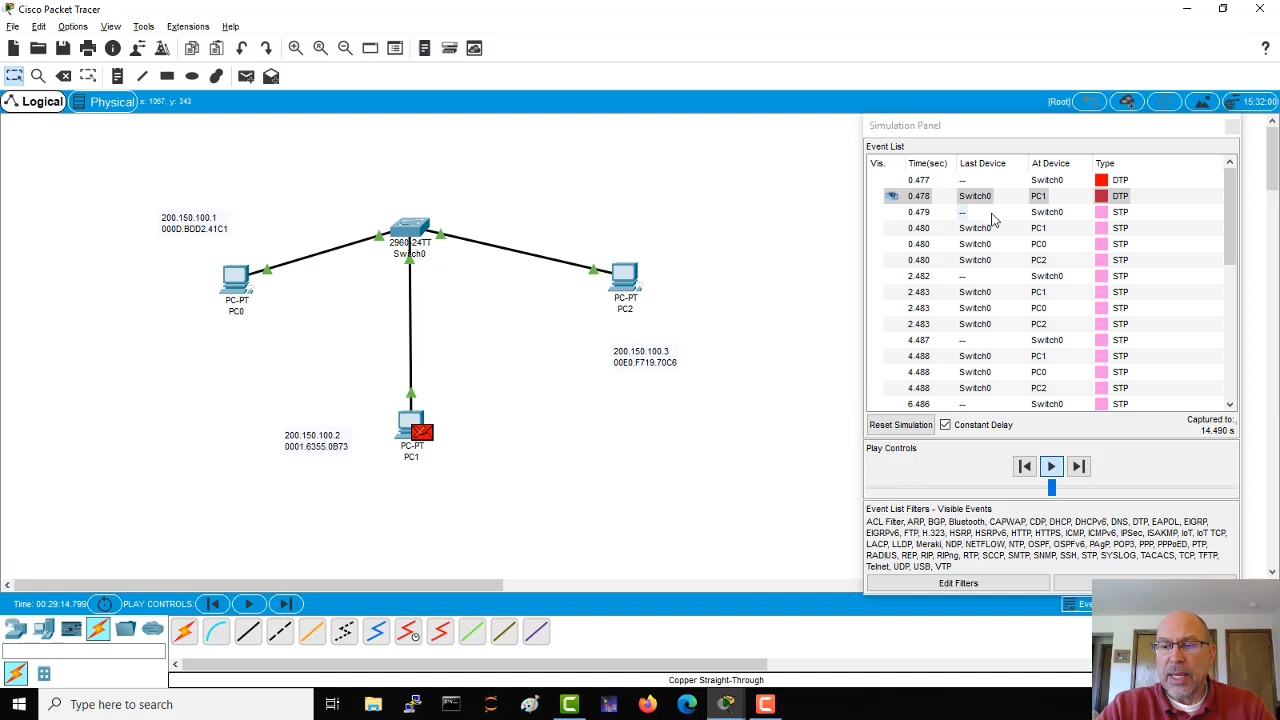 Cisco Packet Tracer
File Edit Options View Tools Extensions Help
?
Logical Physical x: 1067, y: 343 [Root] 15:32:00
Simulation Panel
Event List
Vis. Time(sec) Last Device At Device Type
0.477 -- Switch0 DTP
0.478 Switch0 PC1 DTP
0.479 -- Switch0 STP
0.480 Switch0 PC1 STP
0.480 Switch0 PC0 STP
0.480 Switch0 PC2 STP
2.482 -- Switch0 STP
2.483 Switch0 PC1 STP
2.483 Switch0 PC0 STP
2.483 Switch0 PC2 STP
4.487 -- Switch0 STP
4.488 Switch0 PC1 STP
4.488 Switch0 PC0 STP
4.488 Switch0 PC2 STP
6.486 -- Switch0 STP
Reset Simulation Constant Delay Captured to:
14.490 s
Play Controls
Event List Filters - Visible Events
ACL Filter, ARP, BGP, Bluetooth, CAPWAP, CDP, DHCP, DHCPv6, DNS, DTP, EAPOL, EIGRP,
EIGRPv6, FTP, H.323, HSRP, HSRPv6, HTTP, HTTPS, ICMP, ICMPv6, IPSec, ISAKMP, IoT, IoT TCP,
LACP, LLDP, Meraki, NDP, NETFLOW, NTP, OSPF, OSPFv6, PAgP, POP3, PPP, PPPoED, PTP,
RADIUS, REP, RIP, RIPng, RTP, SCCP, SMTP, SNMP, SSH, STP, SYSLOG, TACACS, TCP, TFTP,
Telnet, UDP, USB, VTP
Edit Filters
200.150.100.1
000D.BDD2.41C1
2960-24TT
Switch0
PC-PT
PC0
PC-PT
PC2
200.150.100.3
00E0.F719.70C6
200.150.100.2
0001.6355.0B73
PC-PT
PC1
Time: 00:29:14.799 PLAY CONTROLS:
Copper Straight-Through
Type here to search